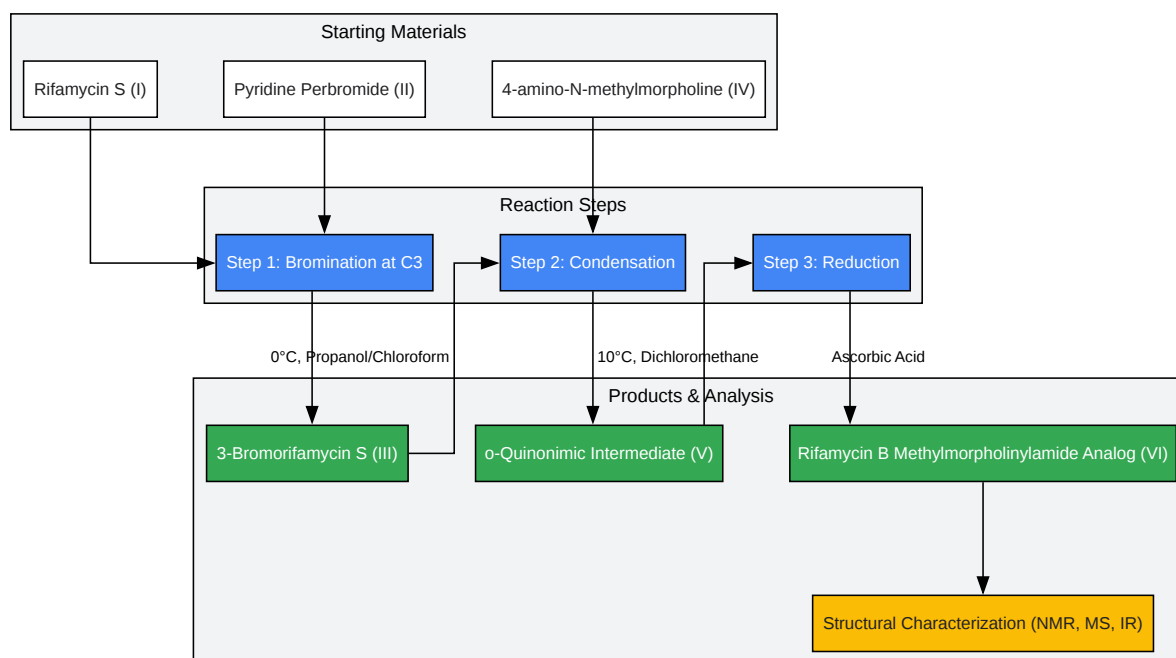 Starting Materials
Rifamycin S (I)
Pyridine Perbromide (II)
4-amino-N-methylmorpholine (IV)
Reaction Steps
Step 1: Bromination at C3
Step 2: Condensation
Step 3: Reduction
0°C, Propanol/Chloroform
10°C, Dichloromethane
Ascorbic Acid
Products & Analysis
3-Bromorifamycin S (III)
o-Quinonimic Intermediate (V)
Rifamycin B Methylmorpholinylamide Analog (VI)
Structural Characterization (NMR, MS, IR)